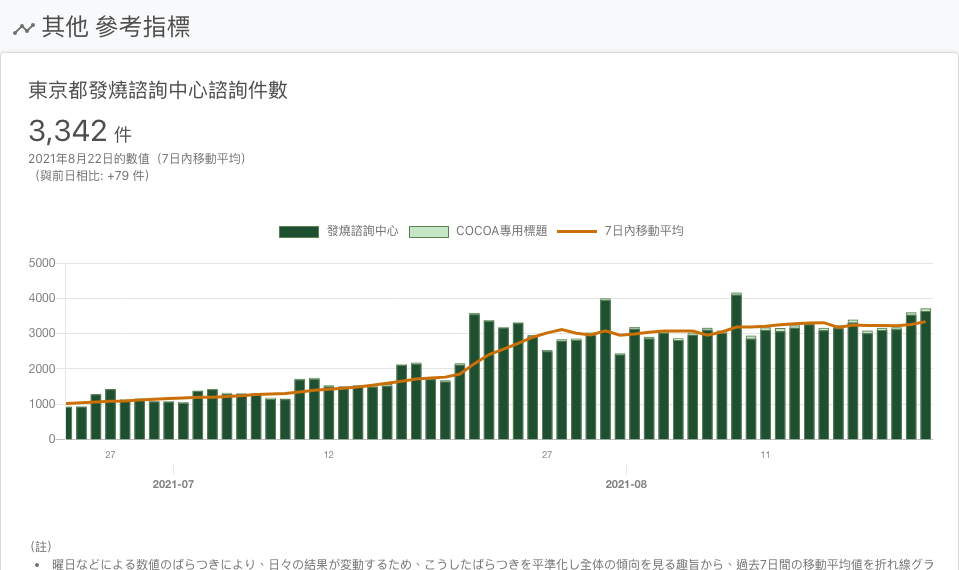 其他 參考指標
東京都發燒諮詢中心諮詢件數
3,342 件
2021年8月22日的數值（7日內移動平均）
（與前日相比: +79 件）
發燒諮詢中心 COCOA專用標題 7日內移動平均
5000
4000
3000
2000
1000
0
27 12 27 11
2021-07 2021-08
（註）
• 曜日などによる数値のばらつきにより、日々の結果が変動するため、こうしたばらつきを平準化し全体の傾向を見る趣旨から、過去7日間の移動平均値を折れ線グラ